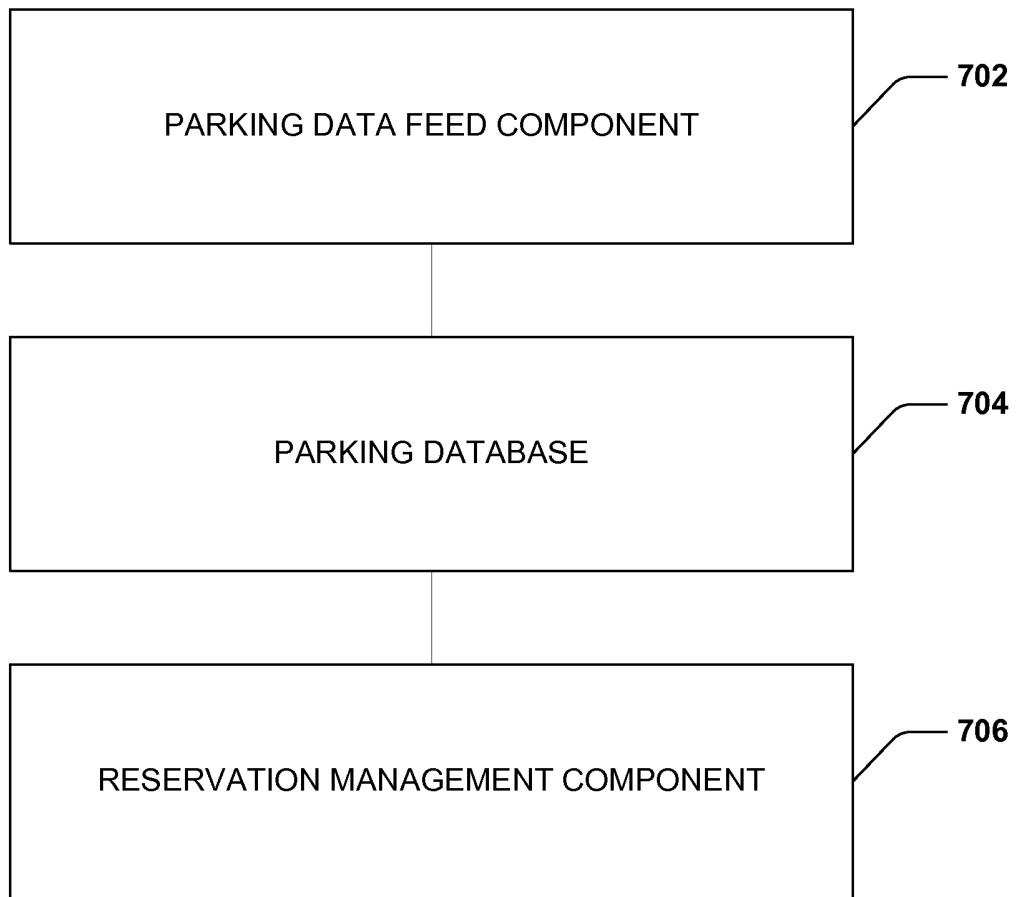 702
PARKING DATA FEED COMPONENT
704
PARKING DATABASE
706
RESERVATION MANAGEMENT COMPONENT